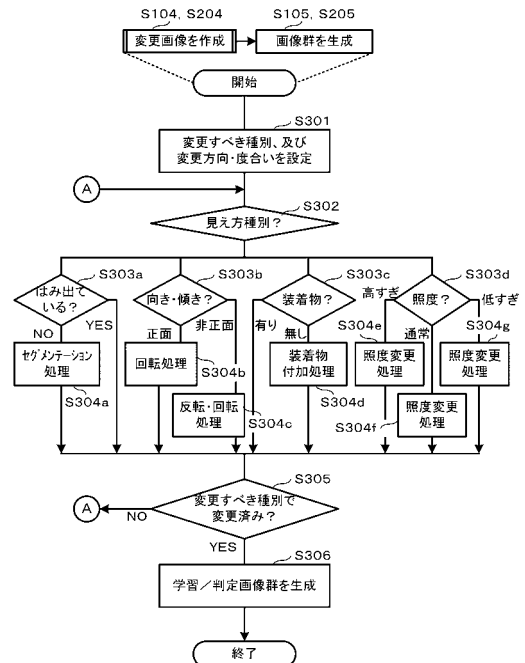 S104, S204
S105, S205
変更画像を作成
画像群を生成
開始
S301
変更すべき種別、及び
変更方向・度合いを設定
A
S302
見え方種別？
S303a
S303b
S303c
S303d
はみ出て
いる？
向き・傾き？
装着物？
高すぎ
照度？
低すぎ
NO
YES
正面
非正面
有り
無し
S304e
通常
S304g
セグメンテーション
処理
回転処理
S304b
装着物
付加処理
照度変更
処理
照度変更
処理
S304a
反転・回転
処理
S304c
S304d
S304f
照度変更
処理
S305
A
NO
変更すべき種別で
変更済み？
YES
S306
学習／判定画像群を生成
終了